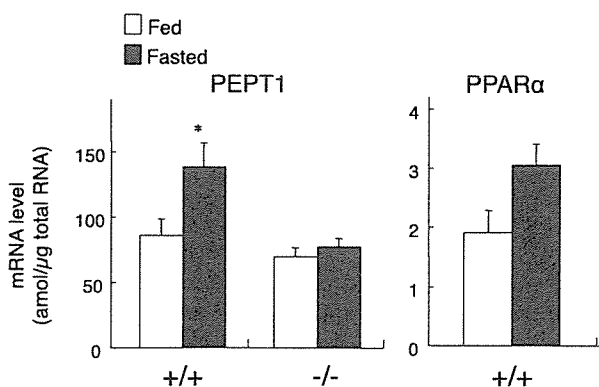 Fed
Fasted
PEPT1
PPARα
mRNA level
(amol/µg total RNA)
150
100
50
0
*
+/+
-/-
4
3
2
1
0
+/+